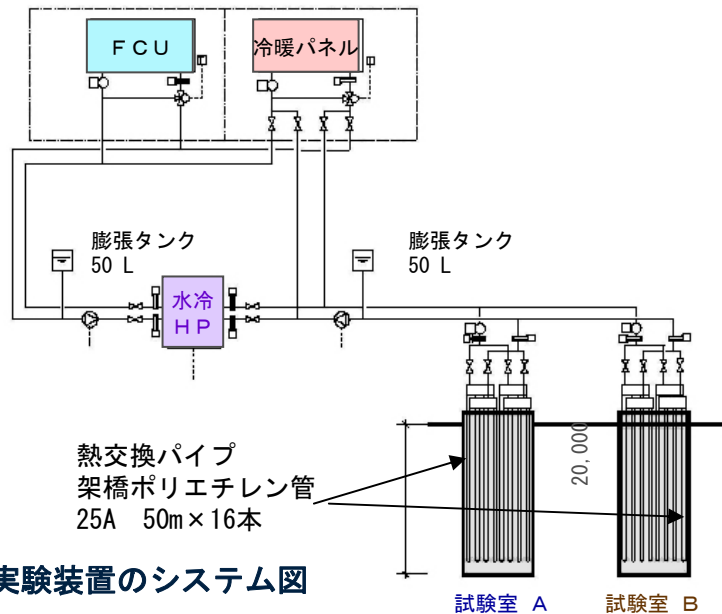 ＦＣＵ
冷暖パネル
膨張タンク
50 L
膨張タンク
50 L
水冷
ＨＰ
熱交換パイプ
架橋ポリエチレン管
25A 50m×16本
20,000
実験装置のシステム図
試験室 A
試験室 B